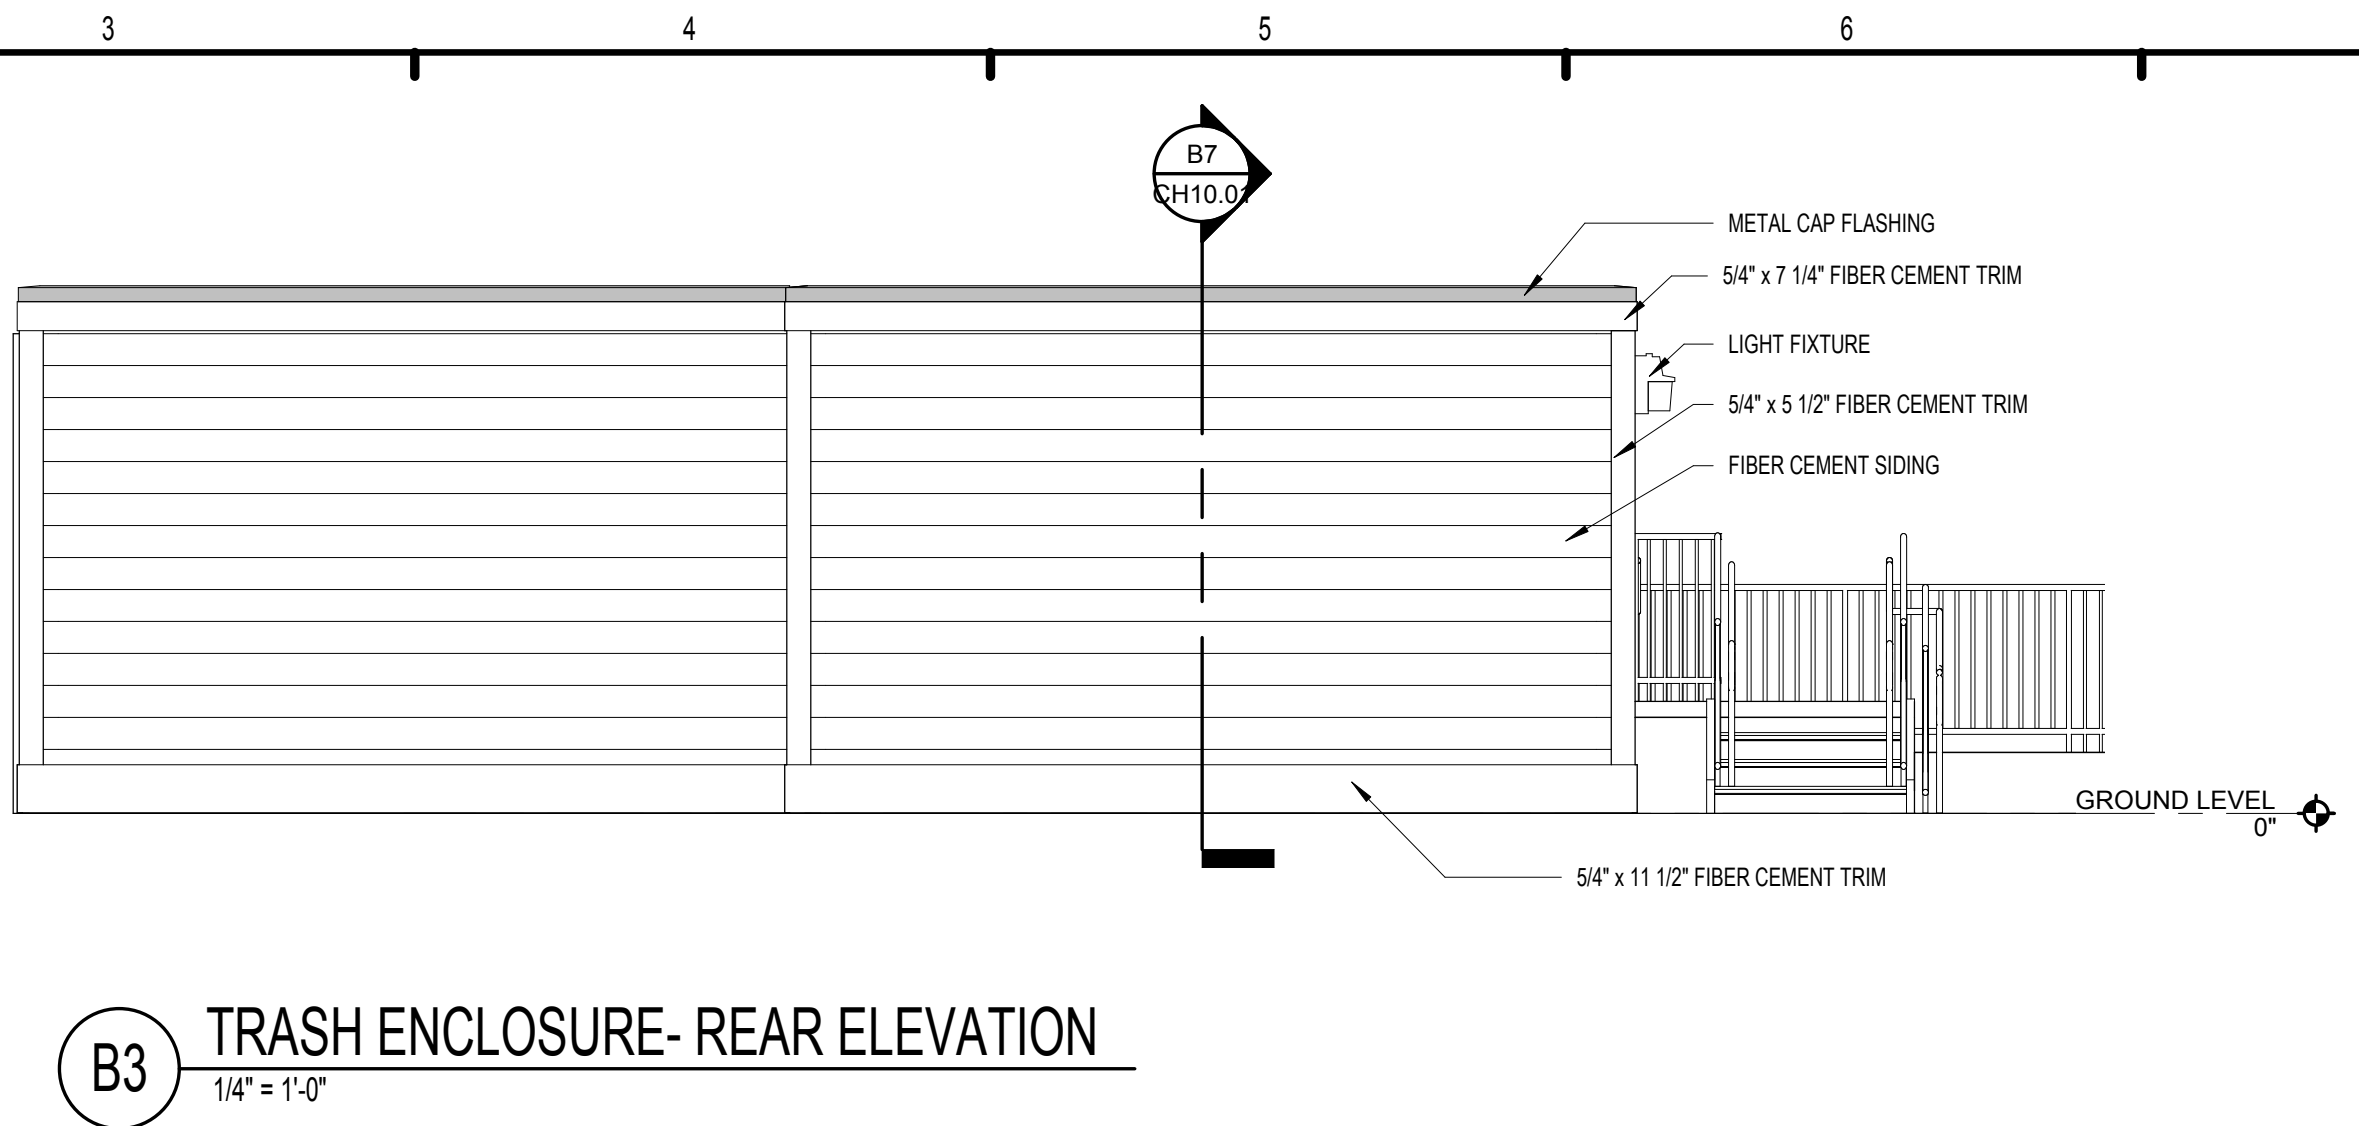 3 4 5 6
B7
CH10.01
METAL CAP FLASHING
5/4" x 7 1/4" FIBER CEMENT TRIM
LIGHT FIXTURE
5/4" x 5 1/2" FIBER CEMENT TRIM
FIBER CEMENT SIDING
GROUND LEVEL
0"
5/4" x 11 1/2" FIBER CEMENT TRIM
B3
TRASH ENCLOSURE- REAR ELEVATION
1/4" = 1'-0"